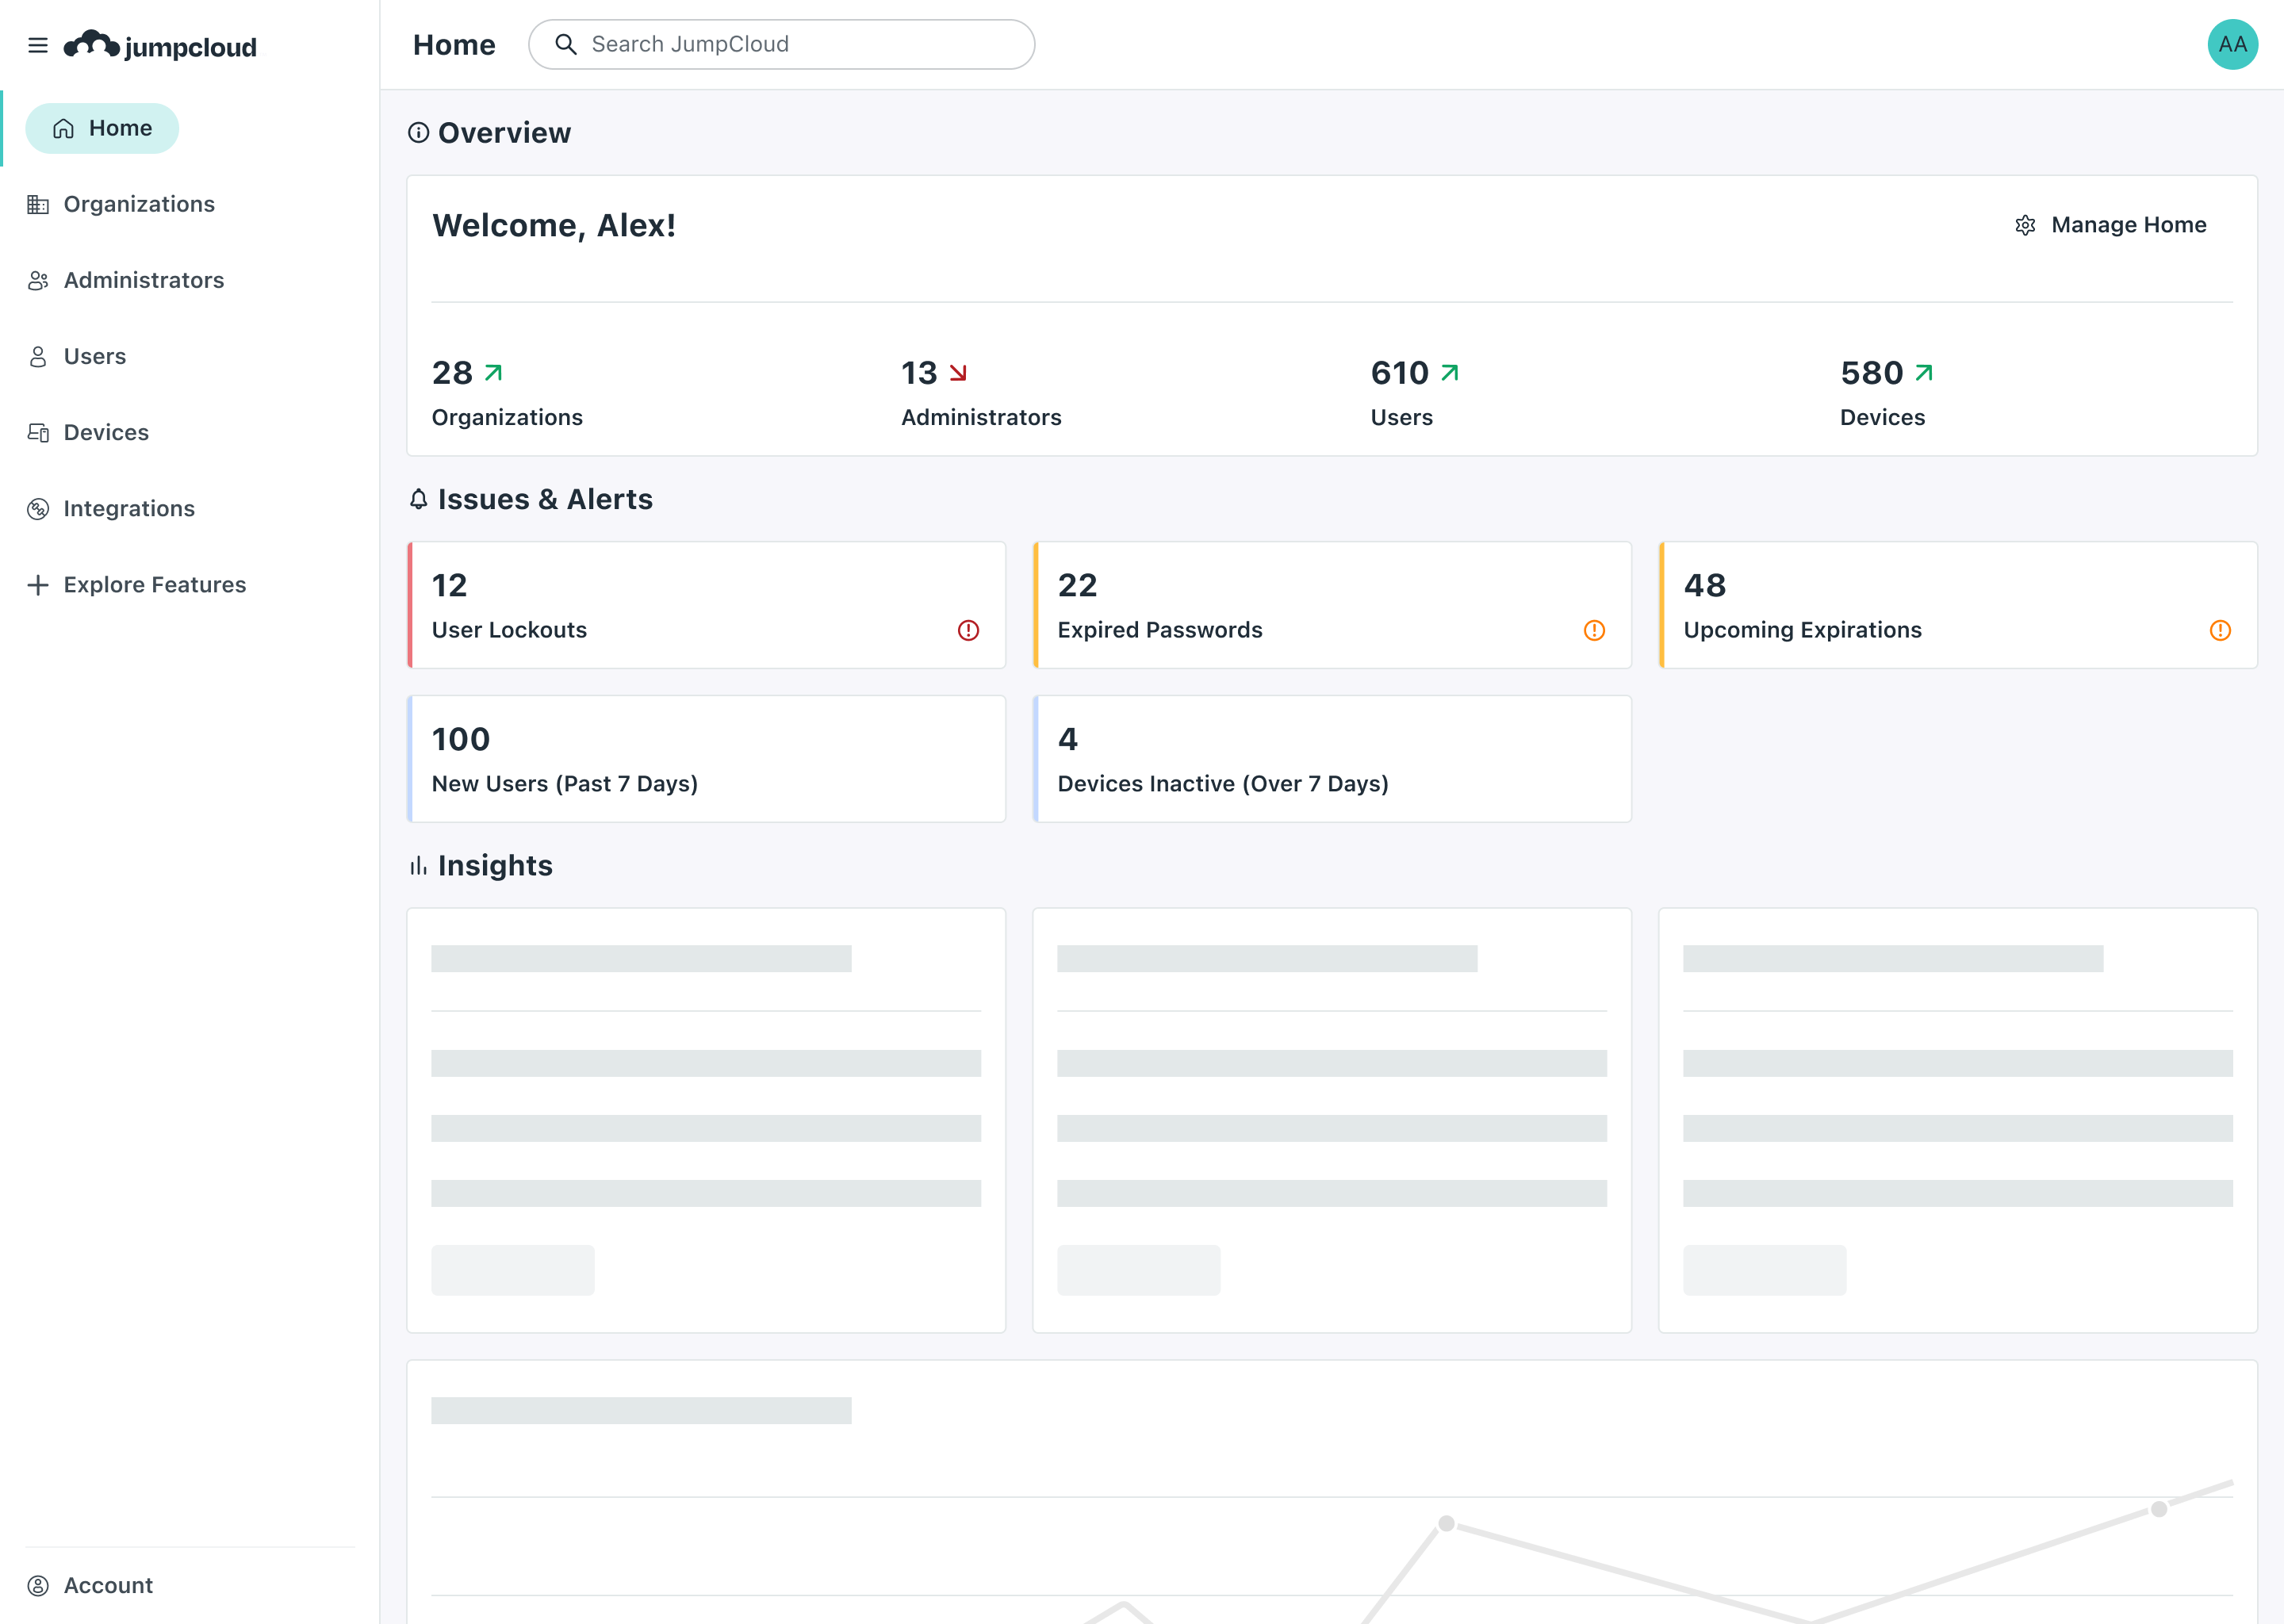 jumpcloud
Home
Search JumpCloud
AA
Home
Organizations
Administrators
Users
Devices
Integrations
Explore Features
Account
Overview
Welcome, Alex!
Manage Home
28
Organizations
13
Administrators
610
Users
580
Devices
Issues & Alerts
12
User Lockouts
22
Expired Passwords
48
Upcoming Expirations
100
New Users (Past 7 Days)
4
Devices Inactive (Over 7 Days)
Insights